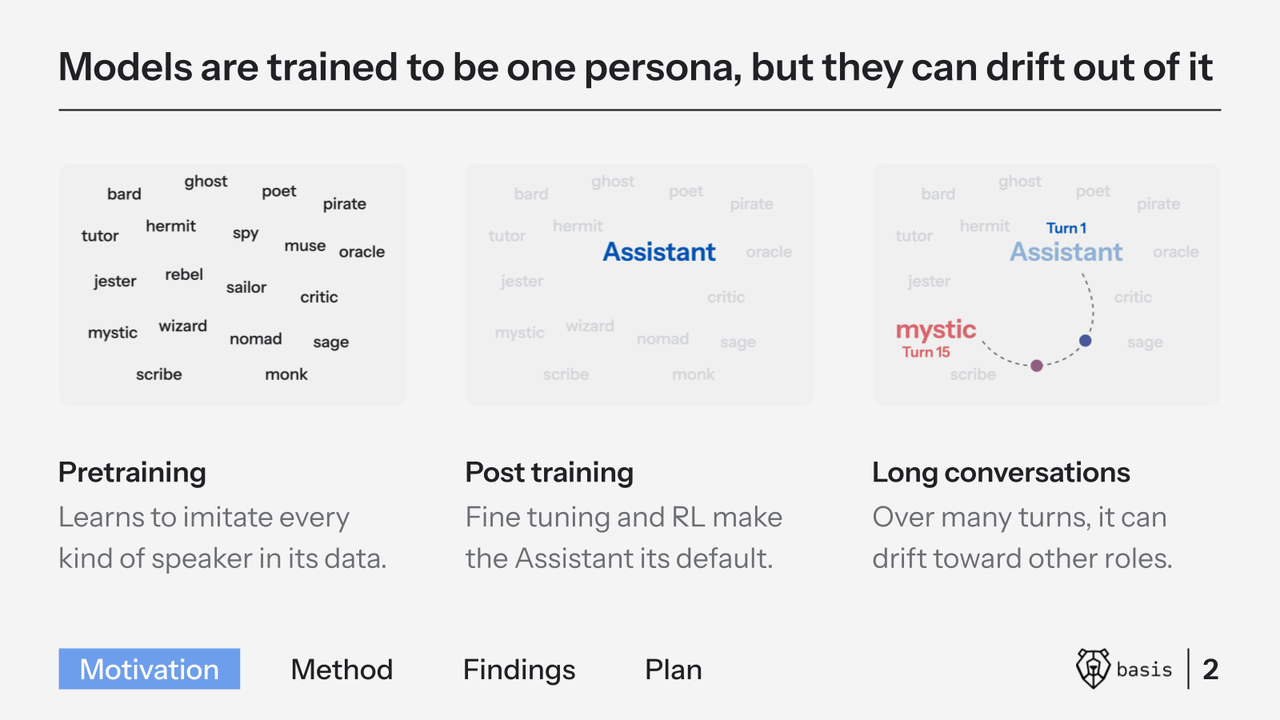 Models are trained to be one persona, but they can drift out of it
ghost
bard
poet
pirate
hermit
tutor
spy
muse
oracle
rebel
jester
sailor
critic
mystic
wizard
nomad
sage
scribe
monk
ghost
bard
poet
pirate
hermit
tutor
Assistant
oracle
jester
critic
mystic
wizard
nomad
sage
scribe
monk
ghost
bard
poet
pirate
hermit
tutor
Turn 1
Assistant
oracle
jester
critic
mystic
Turn 15
sage
scribe
Pretraining
Learns to imitate every
kind of speaker in its data.
Post training
Fine tuning and RL make
the Assistant its default.
Long conversations
Over many turns, it can
drift toward other roles.
Motivation Method Findings Plan
basis 2